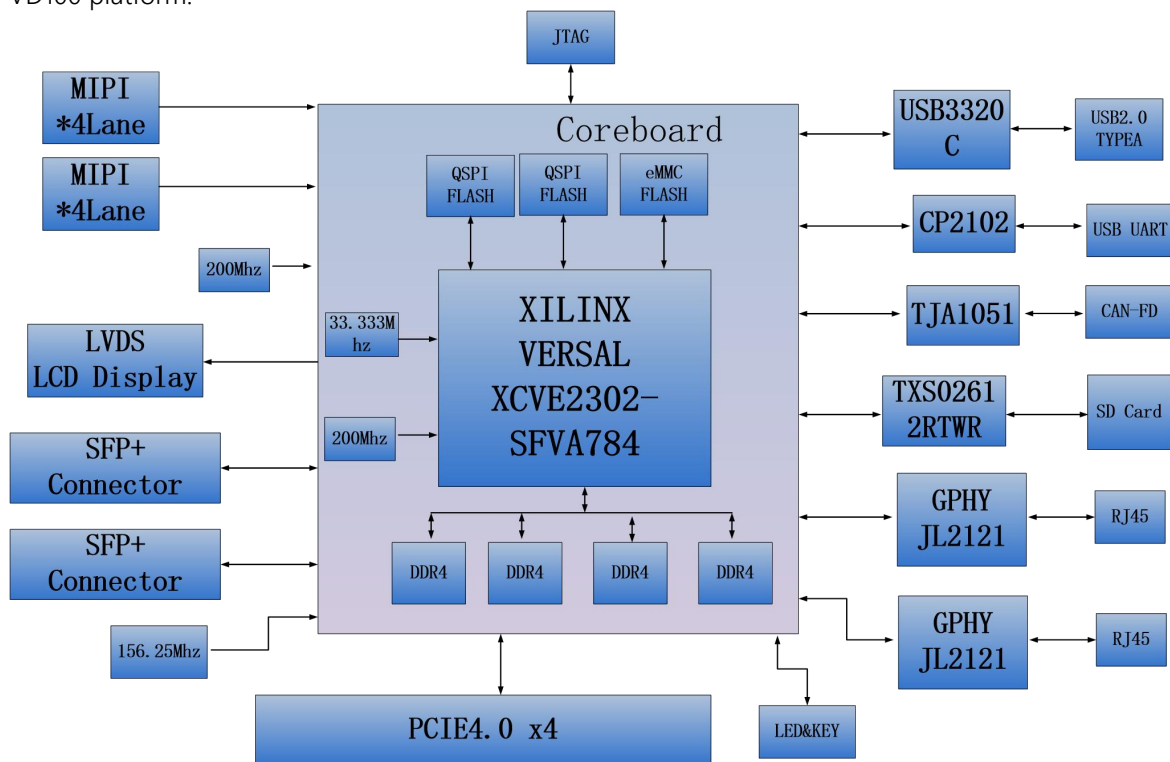 VD100 platform.
JTAG
MIPI
*4Lane
MIPI
*4Lane
200Mhz
LVDS
LCD Display
SFP+
Connector
SFP+
Connector
156.25Mhz
Coreboard
QSPI
FLASH
QSPI
FLASH
eMMC
FLASH
33.333M
hz
200Mhz
XILINX
VERSAL
XCVE2302-
SFVA784
DDR4
DDR4
DDR4
DDR4
USB3320
C
USB2.0
TYPEA
CP2102
USB UART
TJA1051
CAN-FD
TXS0261
2RTWR
SD Card
GPHY
JL2121
RJ45
GPHY
JL2121
RJ45
PCIE4.0 x4
LED&KEY